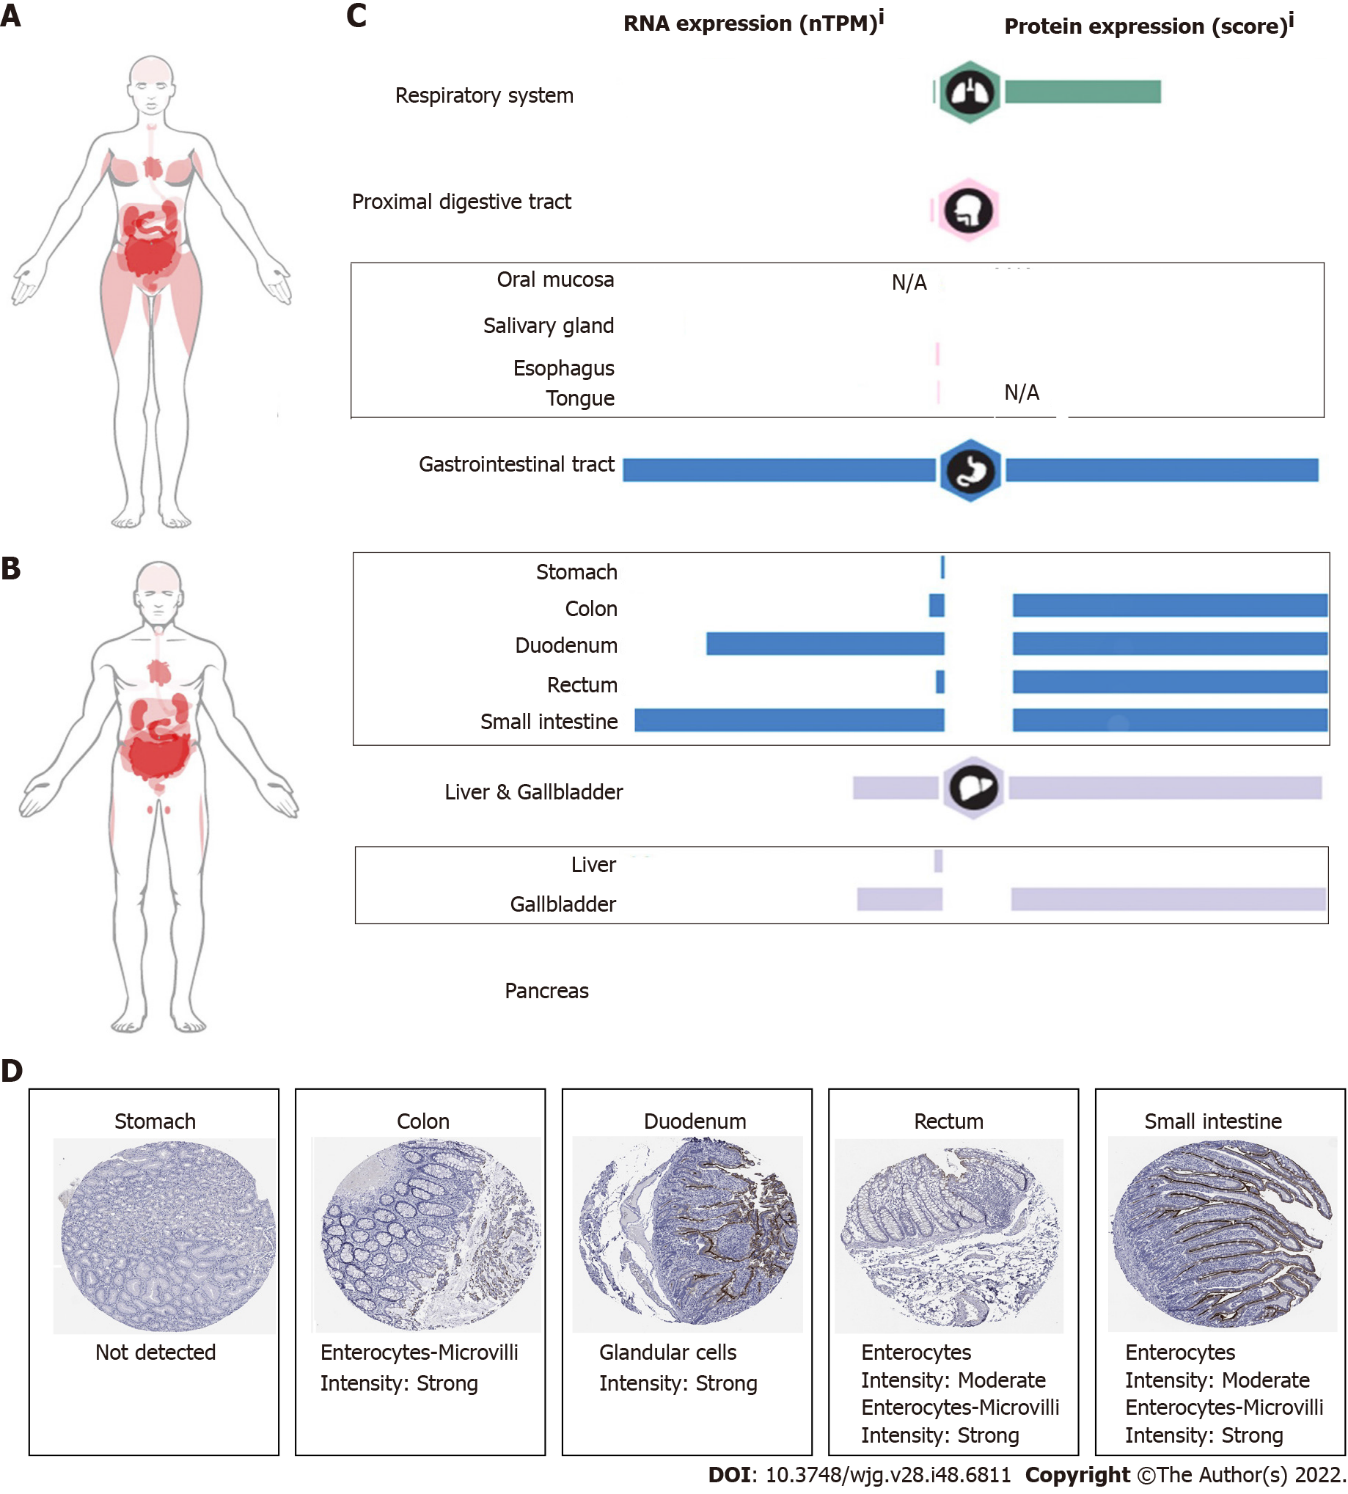 A
C
RNA expression (nTPM)i
Protein expression (score)i
Respiratory system
Proximal digestive tract
Oral mucosa
N/A
Salivary gland
Esophagus
Tongue
N/A
Gastrointestinal tract
B
Stomach
Colon
Duodenum
Rectum
Small intestine
Liver & Gallbladder
Liver
Gallbladder
Pancreas
D
Stomach
Not detected
Colon
Enterocytes-Microvilli
Intensity: Strong
Duodenum
Glandular cells
Intensity: Strong
Rectum
Enterocytes
Intensity: Moderate
Enterocytes-Microvilli
Intensity: Strong
Small intestine
Enterocytes
Intensity: Moderate
Enterocytes-Microvilli
Intensity: Strong
DOI: 10.3748/wjg.v28.i48.6811 Copyright ©The Author(s) 2022.